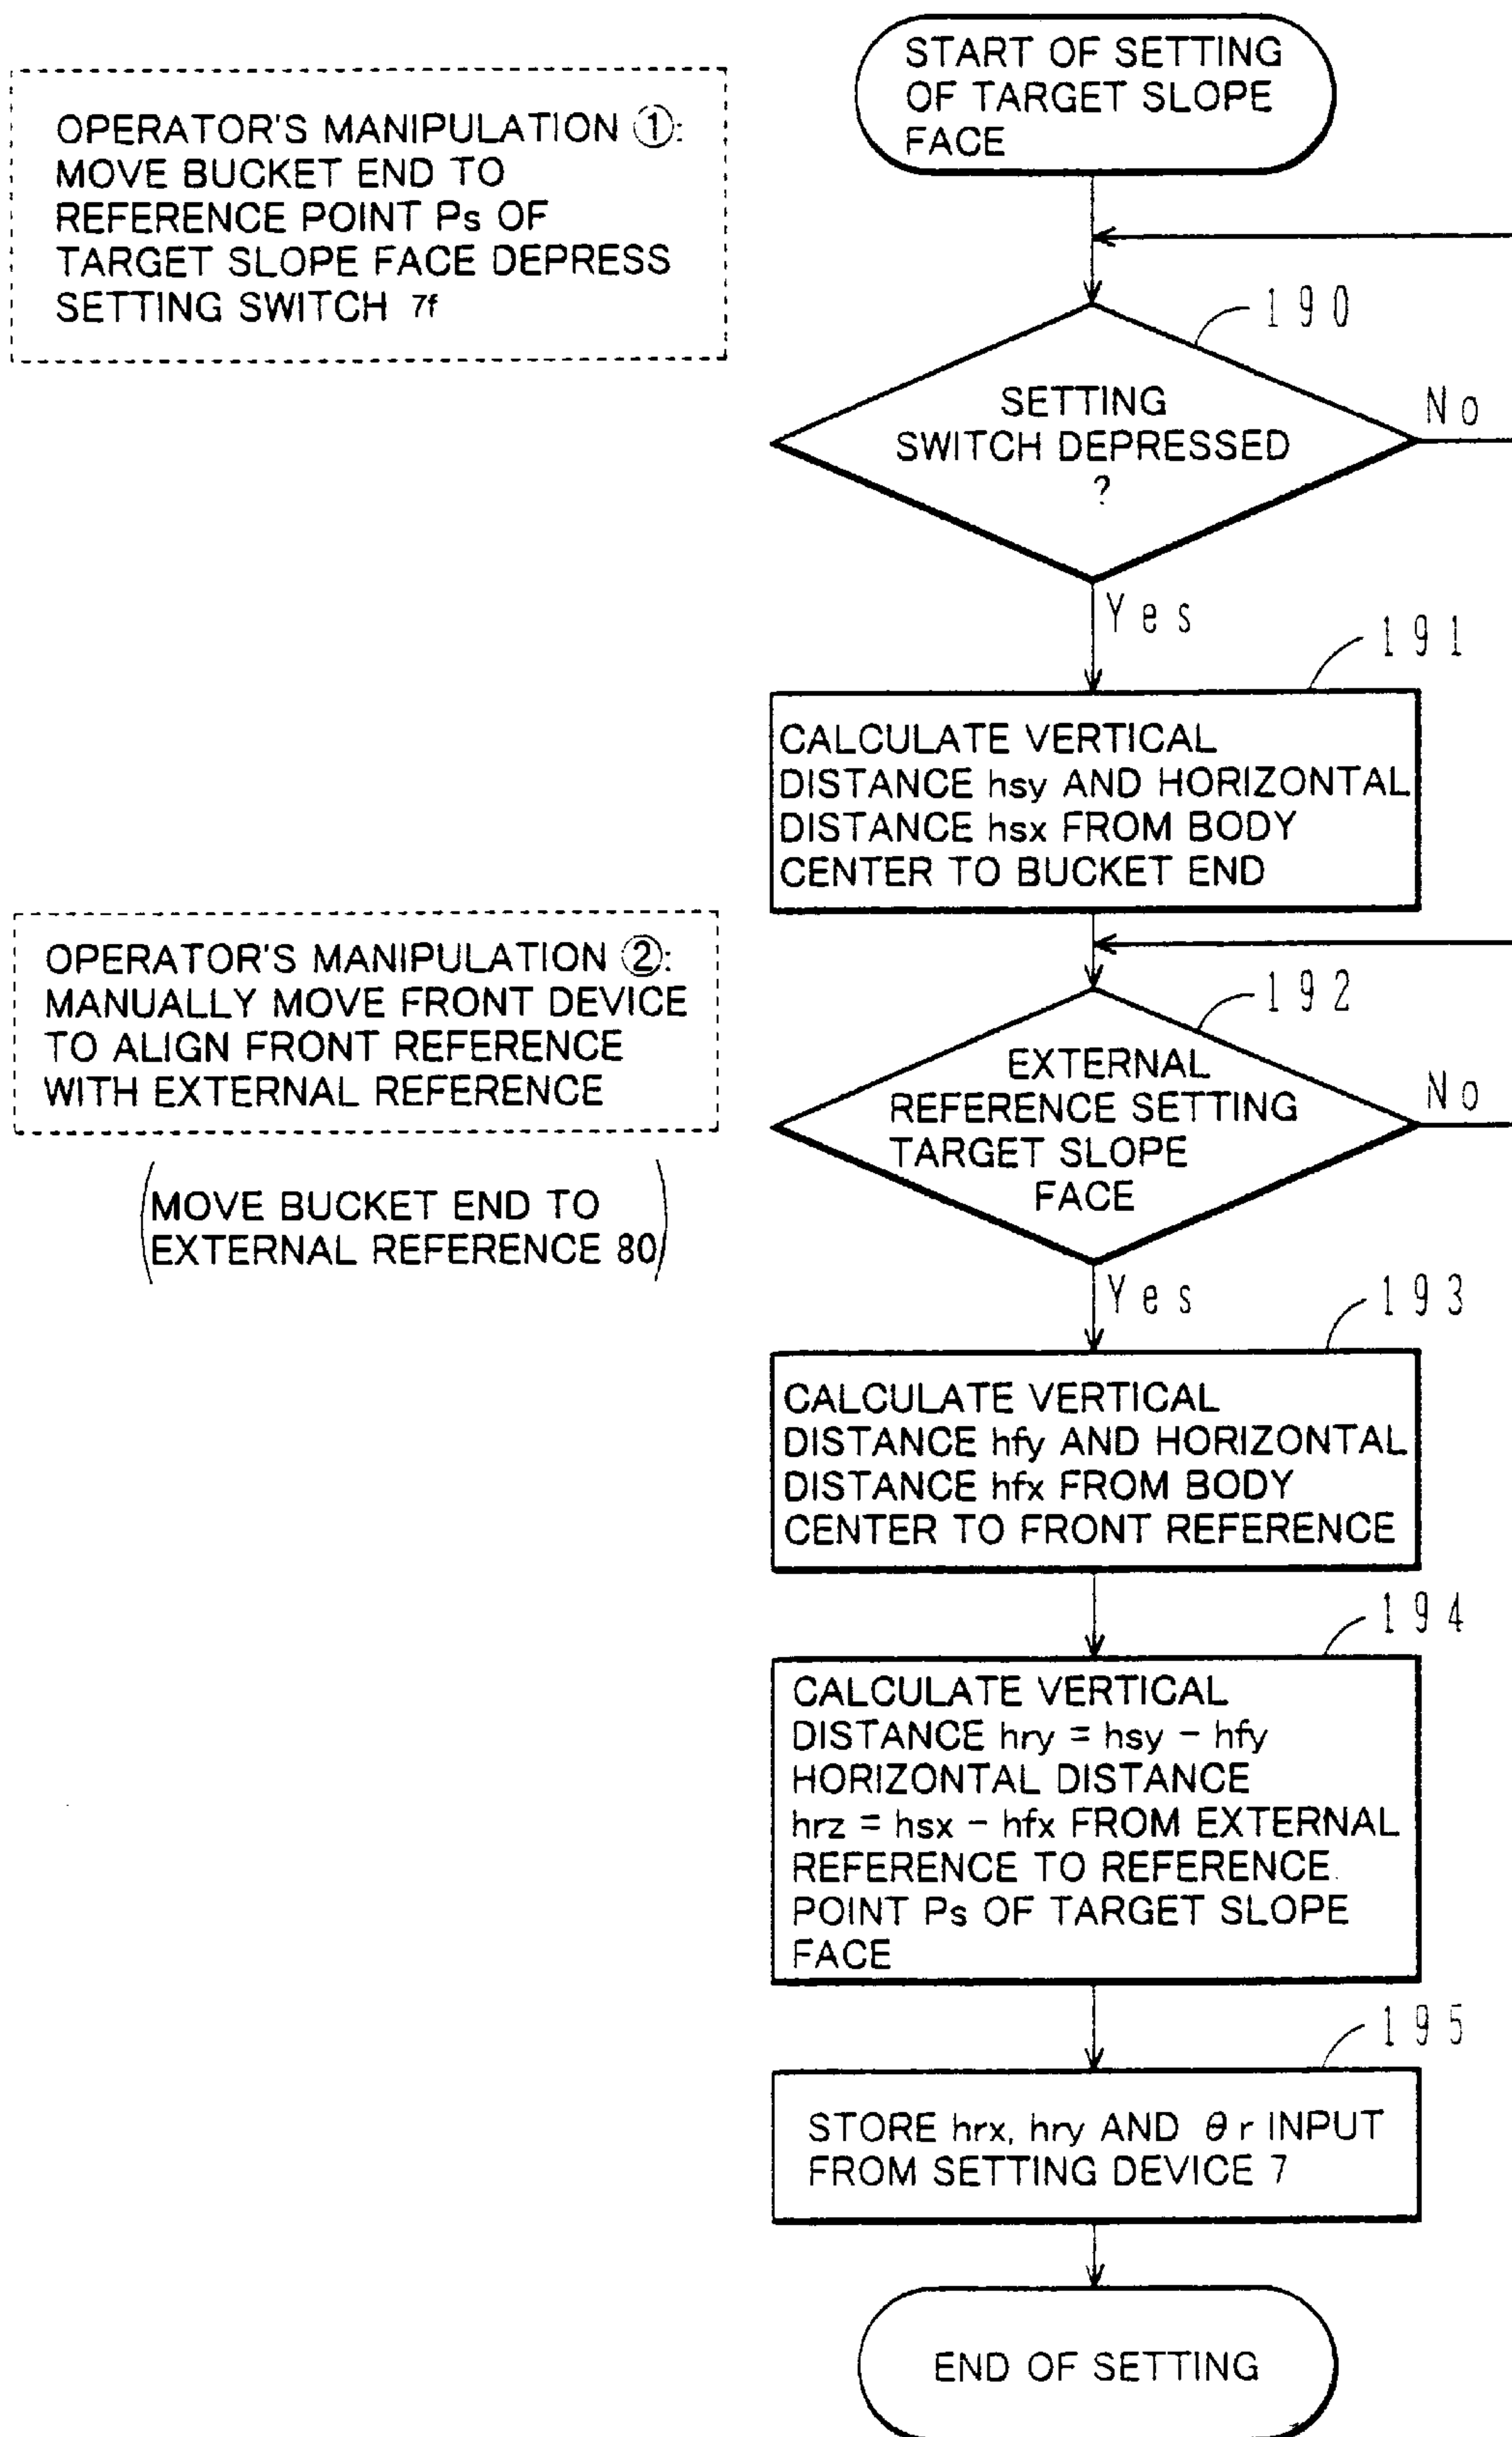 START OF SETTING
OF TARGET SLOPE
FACE
OPERATOR'S MANIPULATION ①:
MOVE BUCKET END TO
REFERENCE POINT Ps OF
TARGET SLOPE FACE DEPRESS
SETTING SWITCH 7f
190
SETTING
SWITCH DEPRESSED
?
No
Yes
191
CALCULATE VERTICAL
DISTANCE hsy AND HORIZONTAL
DISTANCE hsx FROM BODY
CENTER TO BUCKET END
OPERATOR'S MANIPULATION ②:
MANUALLY MOVE FRONT DEVICE
TO ALIGN FRONT REFERENCE
WITH EXTERNAL REFERENCE
(MOVE BUCKET END TO
EXTERNAL REFERENCE 80)
192
EXTERNAL
REFERENCE SETTING
TARGET SLOPE
FACE
No
Yes
193
CALCULATE VERTICAL
DISTANCE hfy AND HORIZONTAL
DISTANCE hfx FROM BODY
CENTER TO FRONT REFERENCE
194
CALCULATE VERTICAL
DISTANCE hry = hsy - hfy
HORIZONTAL DISTANCE
hrz = hsx - hfx FROM EXTERNAL
REFERENCE TO REFERENCE
POINT Ps OF TARGET SLOPE
FACE
195
STORE hrx, hry AND θr INPUT
FROM SETTING DEVICE 7
END OF SETTING